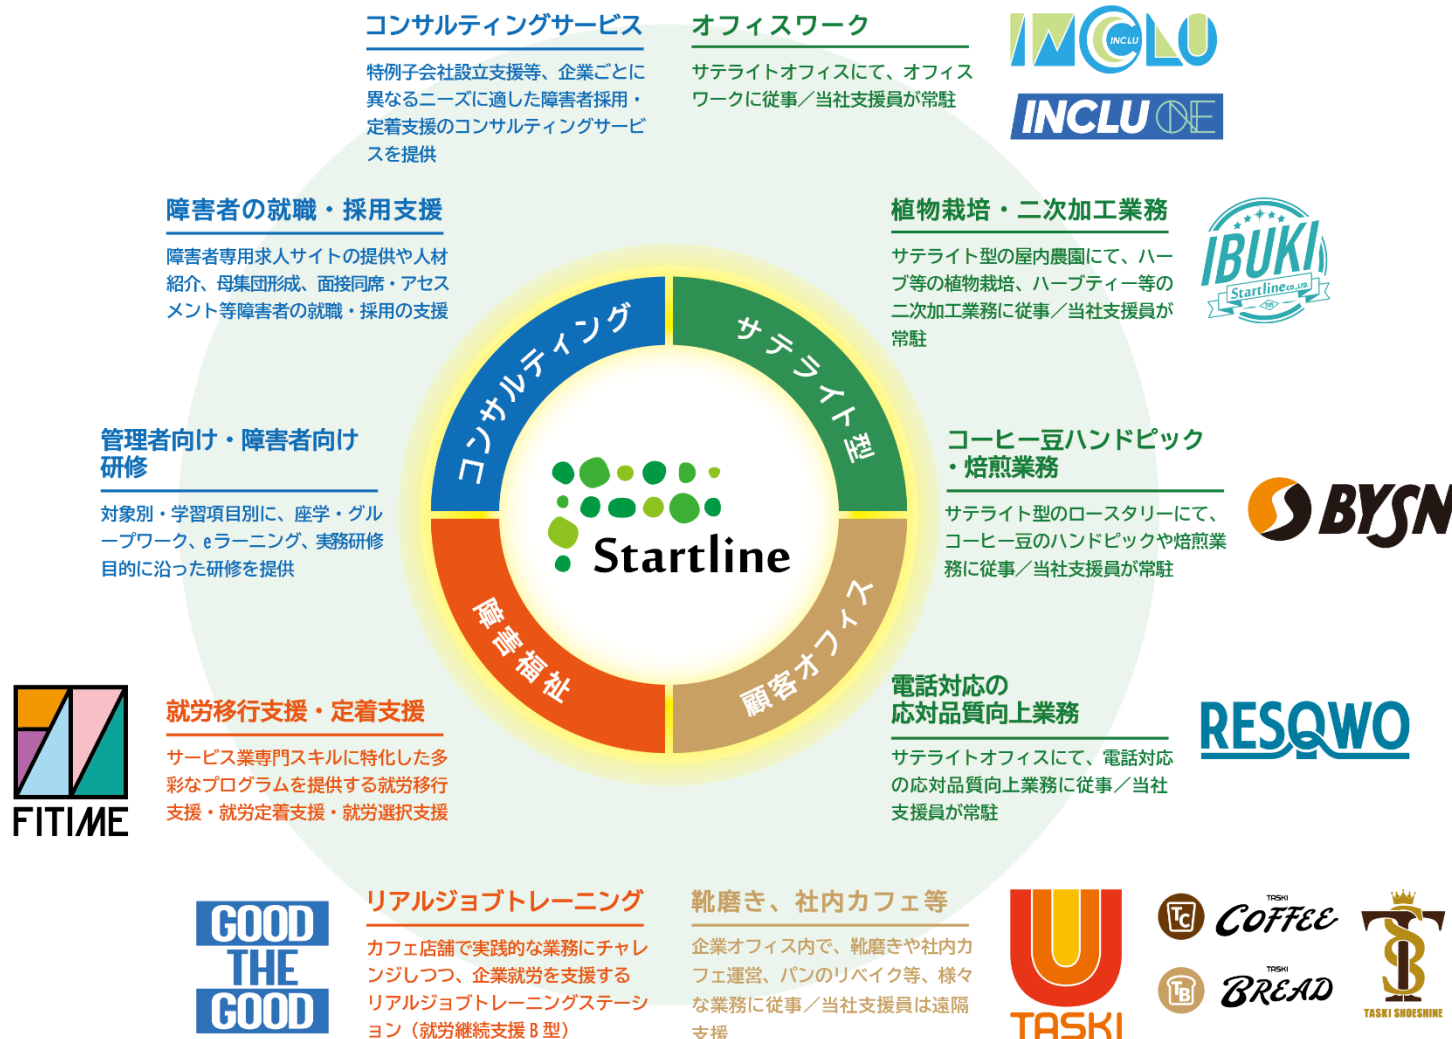 コンサルティングサービス
特例子会社設立支援等、企業ごとに
異なるニーズに適した障害者採用・
定着支援のコンサルティングサービ
スを提供
オフィスワーク
サテライトオフィスにて、オフィス
ワークに従事／当社支援員が常駐
INCLU
INCLU
INCLU ONE
障害者の就職・採用支援
障害者専用求人サイトの提供や人材
紹介、母集団形成、面接同席・アセス
メント等障害者の就職・採用の支援
植物栽培・二次加工業務
サテライト型の屋内農園にて、ハー
ブ等の植物栽培、ハーブティー等の
二次加工業務に従事／当社支援員が
常駐
IBUKI
Startline CO.,LTD.
コンサルティング
サテライト型
管理者向け・障害者向け
研修
対象別・学習項目別に、座学・グル
ープワーク、eラーニング、実務研修
目的に沿った研修を提供
Startline
コーヒー豆ハンドピック
・焙煎業務
サテライト型のロースタリーにて、
コーヒー豆のハンドピックや焙煎業
務に従事／当社支援員が常駐
BYSN
障害福祉
顧客オフィス
FITIME
就労移行支援・定着支援
サービス業専門スキルに特化した多
彩なプログラムを提供する就労移行
支援・就労定着支援・就労選択支援
電話対応の
応対品質向上業務
サテライトオフィスにて、電話対応
の応対品質向上業務に従事／当社
支援員が常駐
RESQWO
GOOD
THE
GOOD
リアルジョブトレーニング
カフェ店舗で実践的な業務にチャレ
ンジしつつ、企業就労を支援する
リアルジョブトレーニングステーシ
ョン（就労継続支援B型）
靴磨き、社内カフェ等
企業オフィス内で、靴磨きや社内カ
フェ運営、パンのリベイク等、様々
な業務に従事／当社支援員は遠隔
支援
TASKI
TC
TASKI
COFFEE
TB
TASKI
BREAD
TS
TASKI SHOESHINE